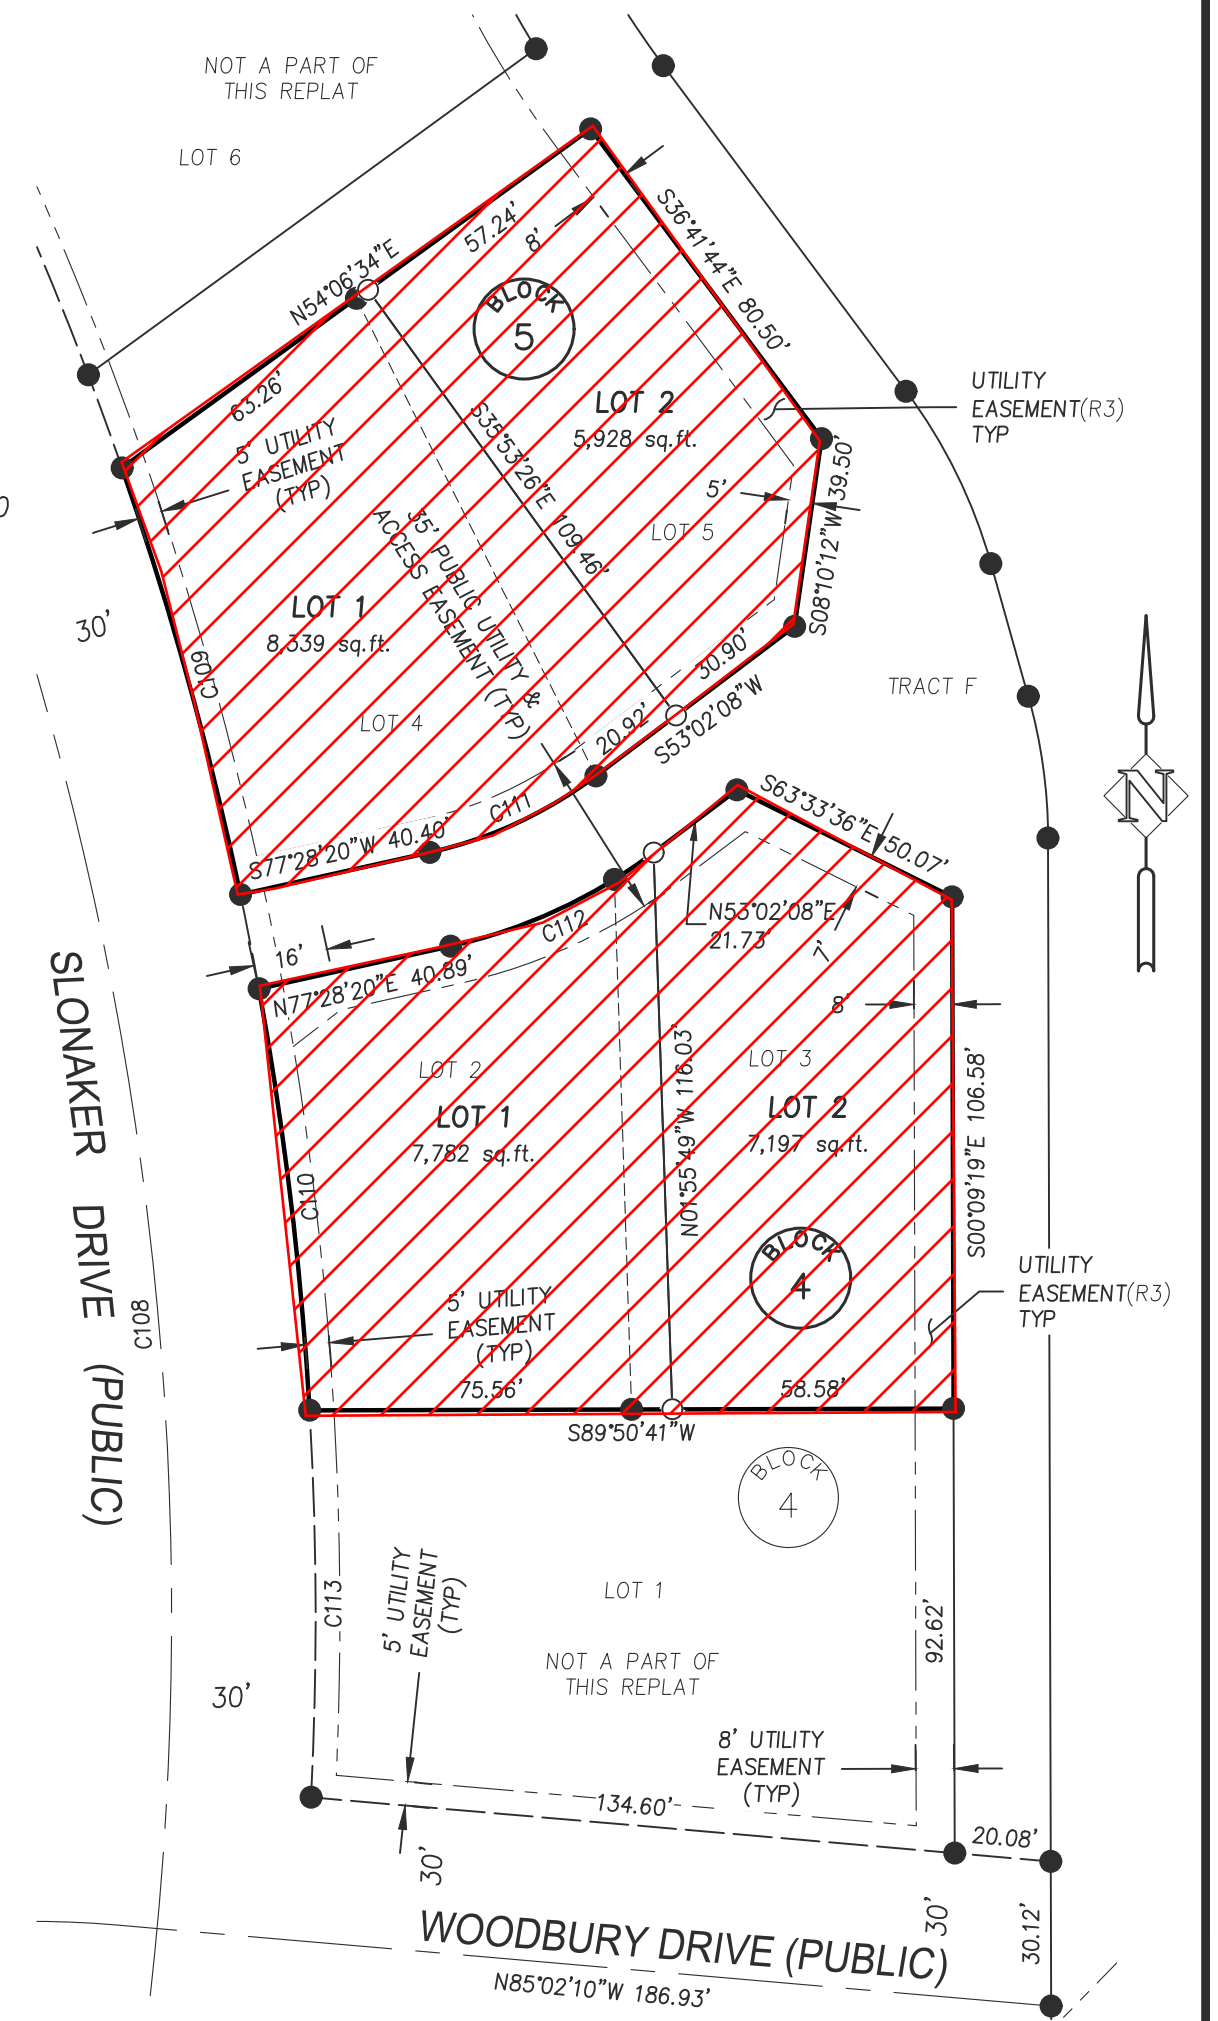 NOT A PART OF
THIS REPLAT
LOT 6
N54°06'34"E
57.24'
8'
S36°41'44"E 80.50'
BLOCK
5
63.26'
5' UTILITY
EASEMENT
(TYP)
LOT 2
5,928 sq.ft.
UTILITY
EASEMENT(R3)
TYP
S35°53'26"E 109.46'
5'
39.50'
S08°10'12"W
LOT 5
35' PUBLIC UTILITY &
ACCESS EASEMENT (TYP)
30'
LOT 1
8,339 sq.ft.
C109
LOT 4
30.90'
20.92'
S53°02'08"W
TRACT F
N
C111
S77°28'20"W 40.40'
S63°33'36"E 50.07'
N53°02'08"E
21.73'
7'
C112
16'
N77°28'20"E 40.89'
8'
LOT 2
LOT 1
7,782 sq.ft.
N01°55'49"W 116.03'
LOT 3
LOT 2
7,197 sq.ft.
S00°09'19"E 106.58'
C110
BLOCK
4
5' UTILITY
EASEMENT
(TYP)
UTILITY
EASEMENT(R3)
TYP
SLONAKER DRIVE (PUBLIC)
C108
75.56'
58.58'
S89°50'41"W
BLOCK
4
C113
5' UTILITY
EASEMENT
(TYP)
LOT 1
NOT A PART OF
THIS REPLAT
92.62'
30'
8' UTILITY
EASEMENT
(TYP)
134.60'
20.08'
30'
30'
30.12'
WOODBURY DRIVE (PUBLIC)
N85°02'10"W 186.93'